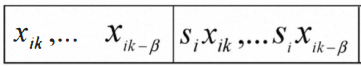 x_{ik},... x_{ik-β} s_i x_{ik},...s_i x_{ik-β}